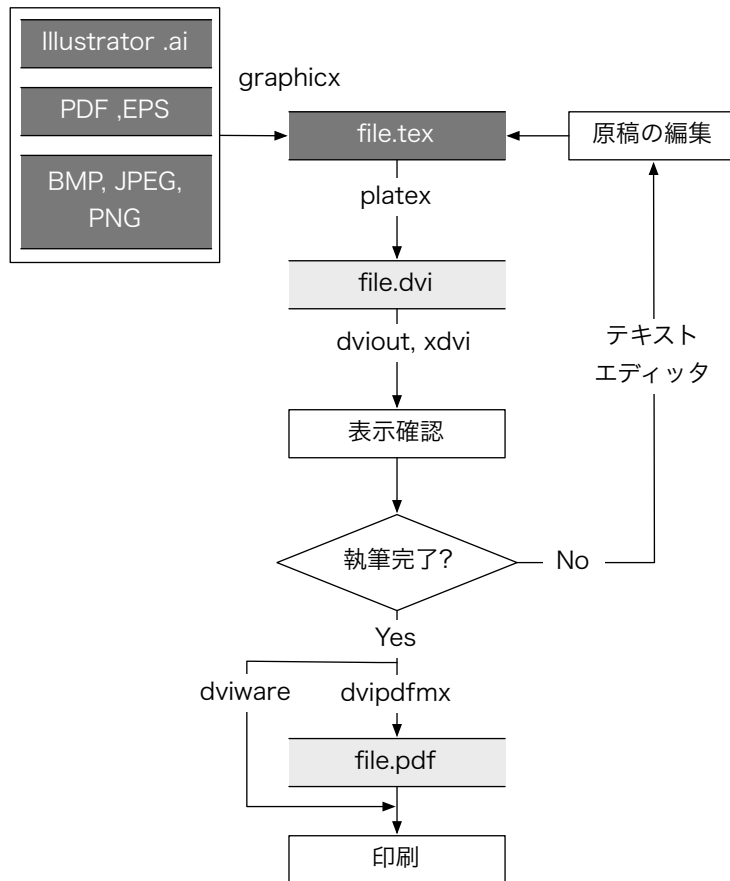 Illustrator .ai
PDF ,EPS
BMP, JPEG,
PNG
graphicx
file.tex
原稿の編集
platex
file.dvi
dviout, xdvi
テキスト
エディッタ
表示確認
執筆完了?
No
Yes
dviware
dvipdfmx
file.pdf
印刷